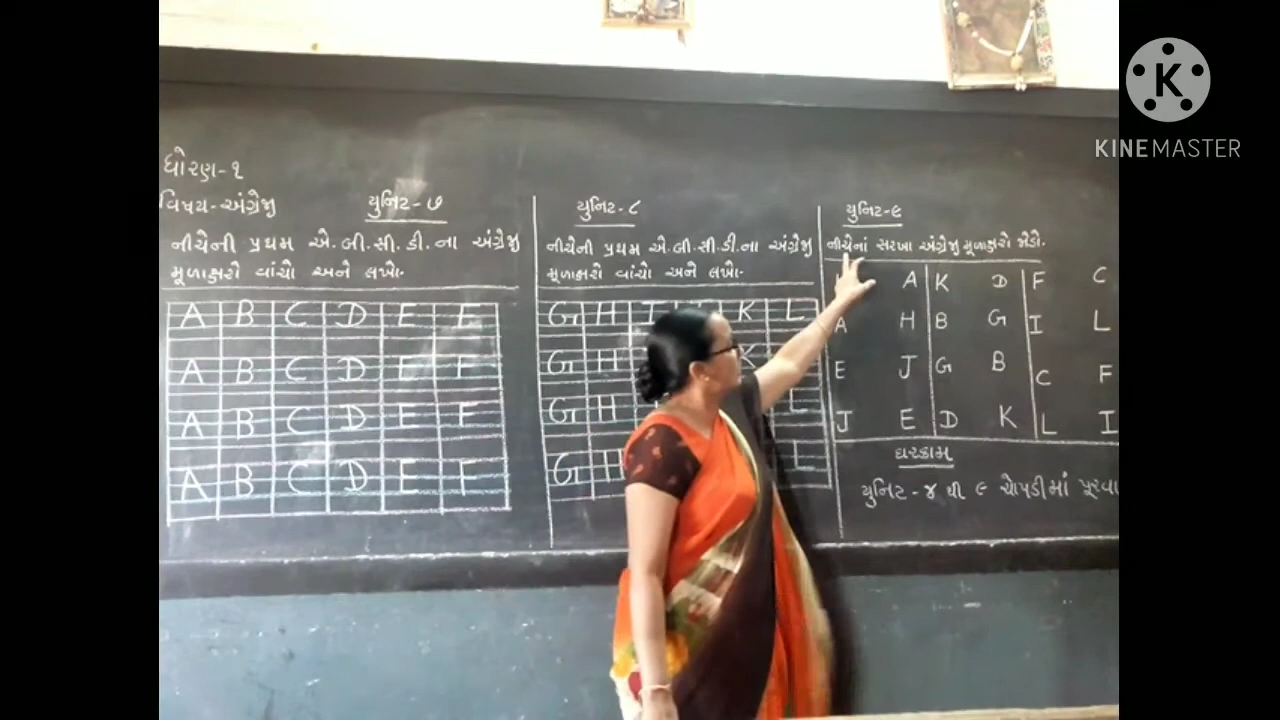 ધોરણ-૧
વિષય-અંગ્રેજી
યુનિટ-૭
નીચેની પ્રથમ એ.બી.સી.ડી.ના અંગ્રેજી
મૂળાક્ષરો વાંચો અને લખો-
A B C D E F
A B C D E F
A B C D E F
A B C D E F
યુનિટ-૮
નીચેની પ્રથમ એ.બી.સી.ડી.ના અંગ્રેજી
મૂળાક્ષરો વાંચો અને લખો-
G H I K L
G H K
G H L
G H L
યુનિટ-૯
નીચેનાં સરખા અંગ્રેજી મૂળાક્ષરો જોડો.
A K D F C
A H B G I L
E J G B C F
J E D K L I
ઘરકામ
યુનિટ-૪ થી ૯ ચોપડીમાં પૂરવા
K
KINEMASTER